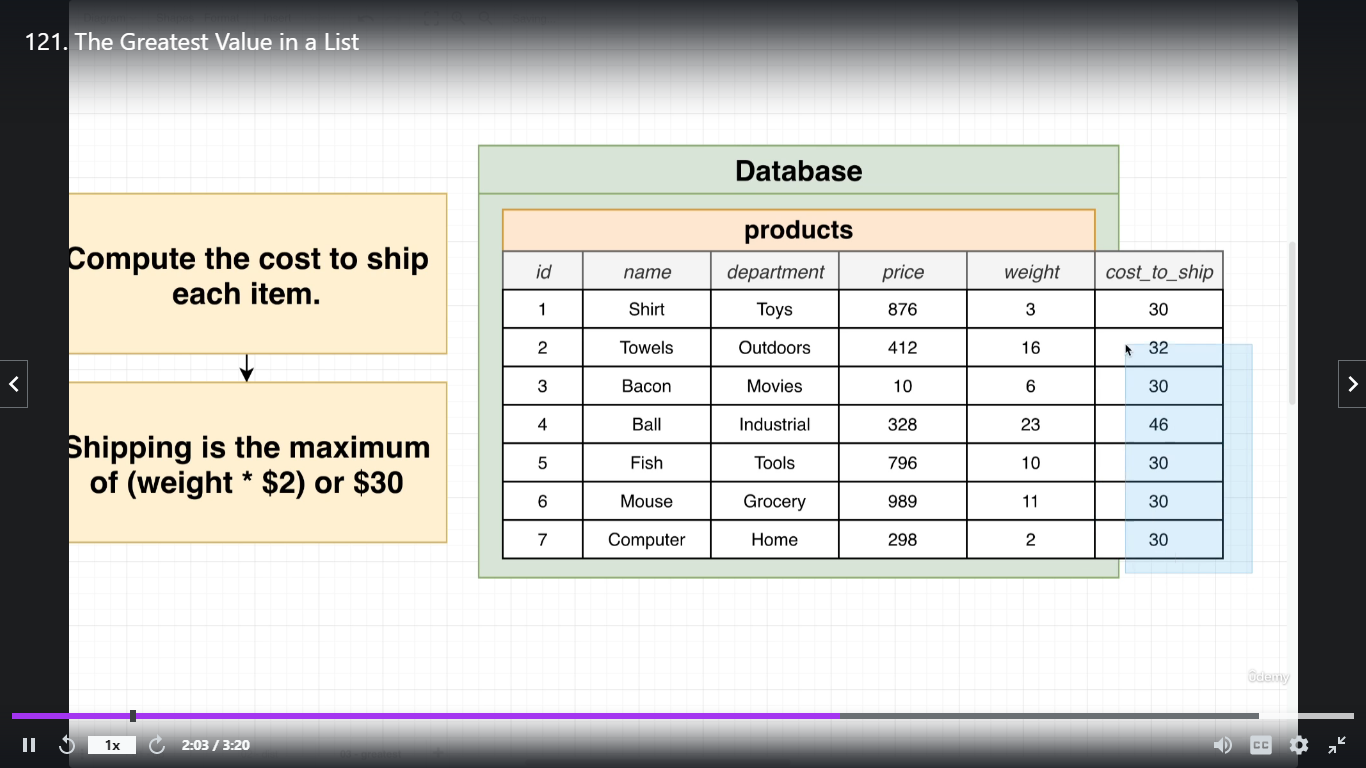 121. The Greatest Value in a List
Compute the cost to ship
each item.
Shipping is the maximum
of (weight * $2) or $30
Database
products
id name department price weight cost_to_ship
1 Shirt Toys 876 3 30
2 Towels Outdoors 412 16 32
3 Bacon Movies 10 6 30
4 Ball Industrial 328 23 46
5 Fish Tools 796 10 30
6 Mouse Grocery 989 11 30
7 Computer Home 298 2 30
ûdemy
1x 2:03 / 3:20 CC